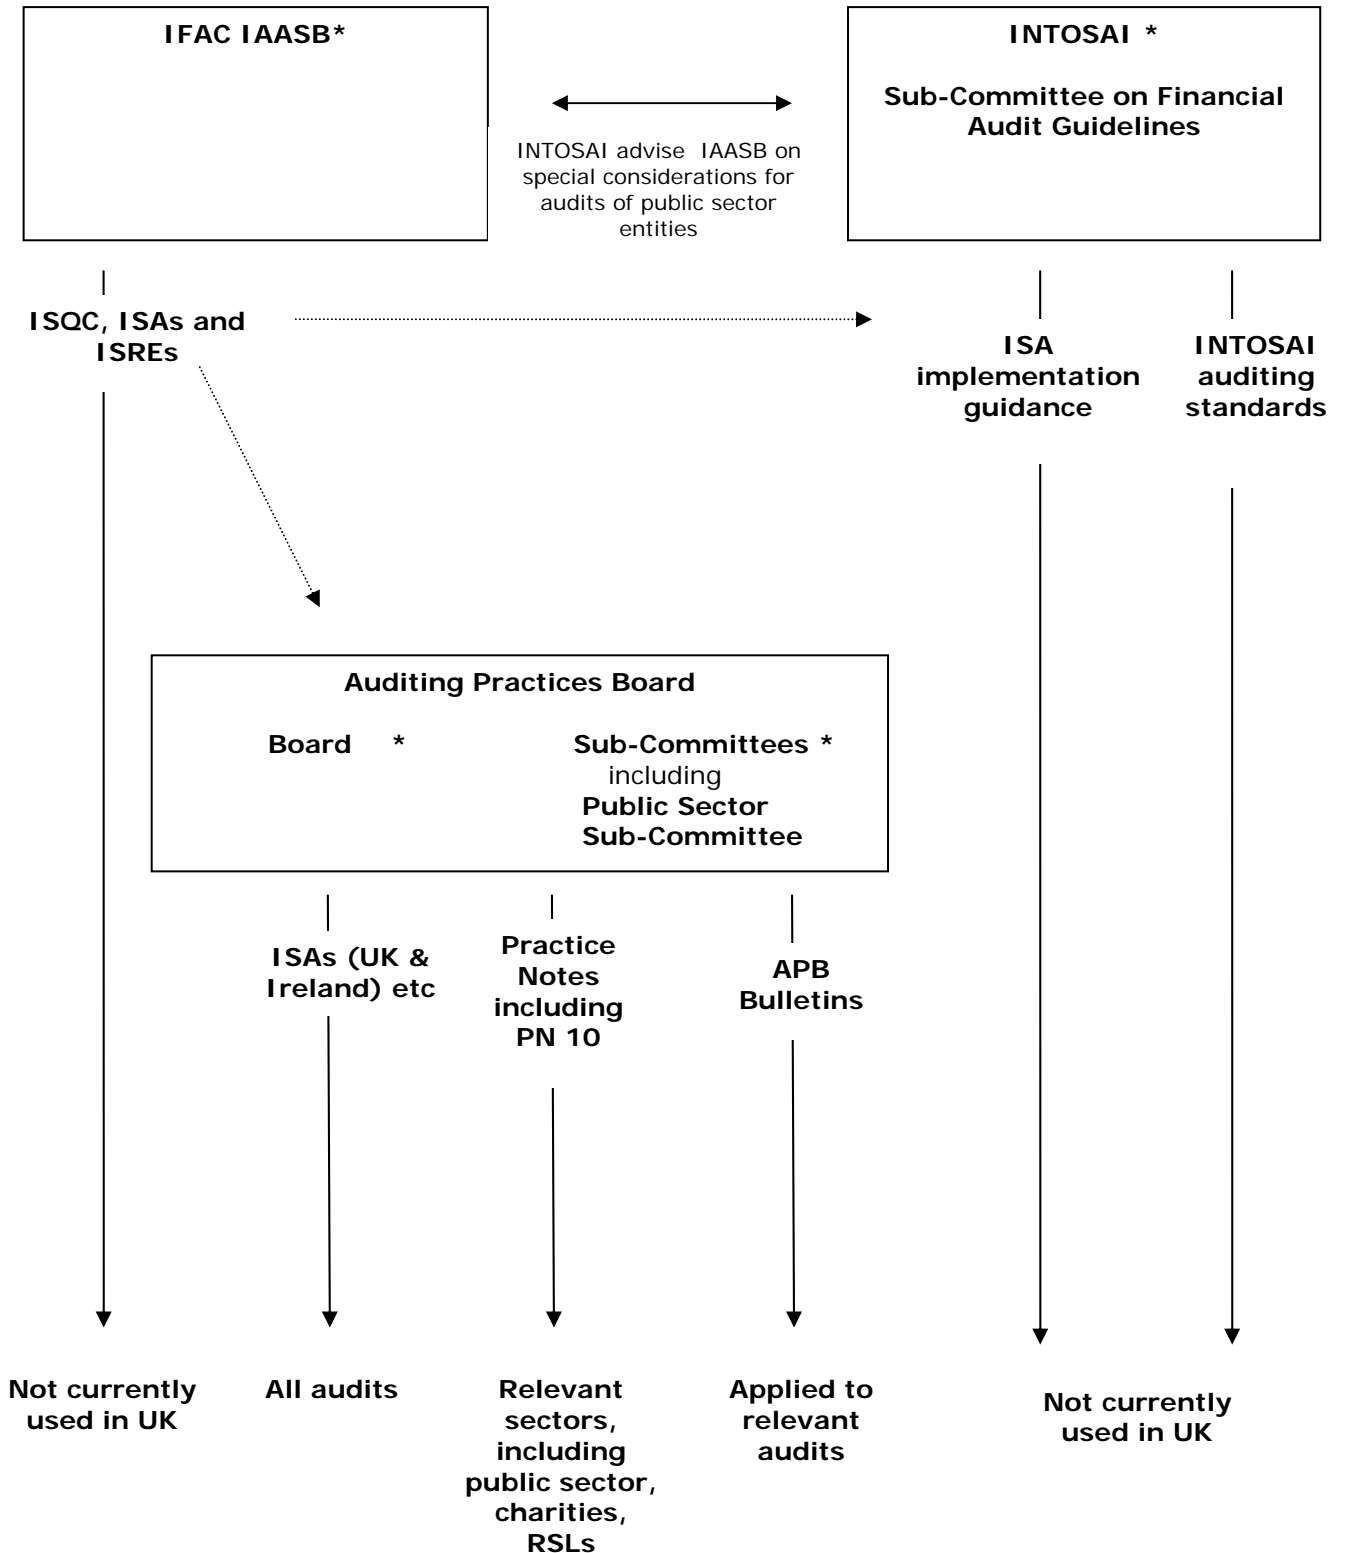 IFAC IAASB*
INTOSAI *
Sub-Committee on Financial
Audit Guidelines
INTOSAI advise IAASB on
special considerations for
audits of public sector
entities
ISQC, ISAs and
ISREs
ISA
implementation
guidance
INTOSAI
auditing
standards
Auditing Practices Board
Board *
Sub-Committees *
including
Public Sector
Sub-Committee
ISAs (UK &
Ireland) etc
Practice
Notes
including
PN 10
APB
Bulletins
Not currently
used in UK
All audits
Relevant
sectors,
including
public sector,
charities,
RSLs
Applied to
relevant
audits
Not currently
used in UK